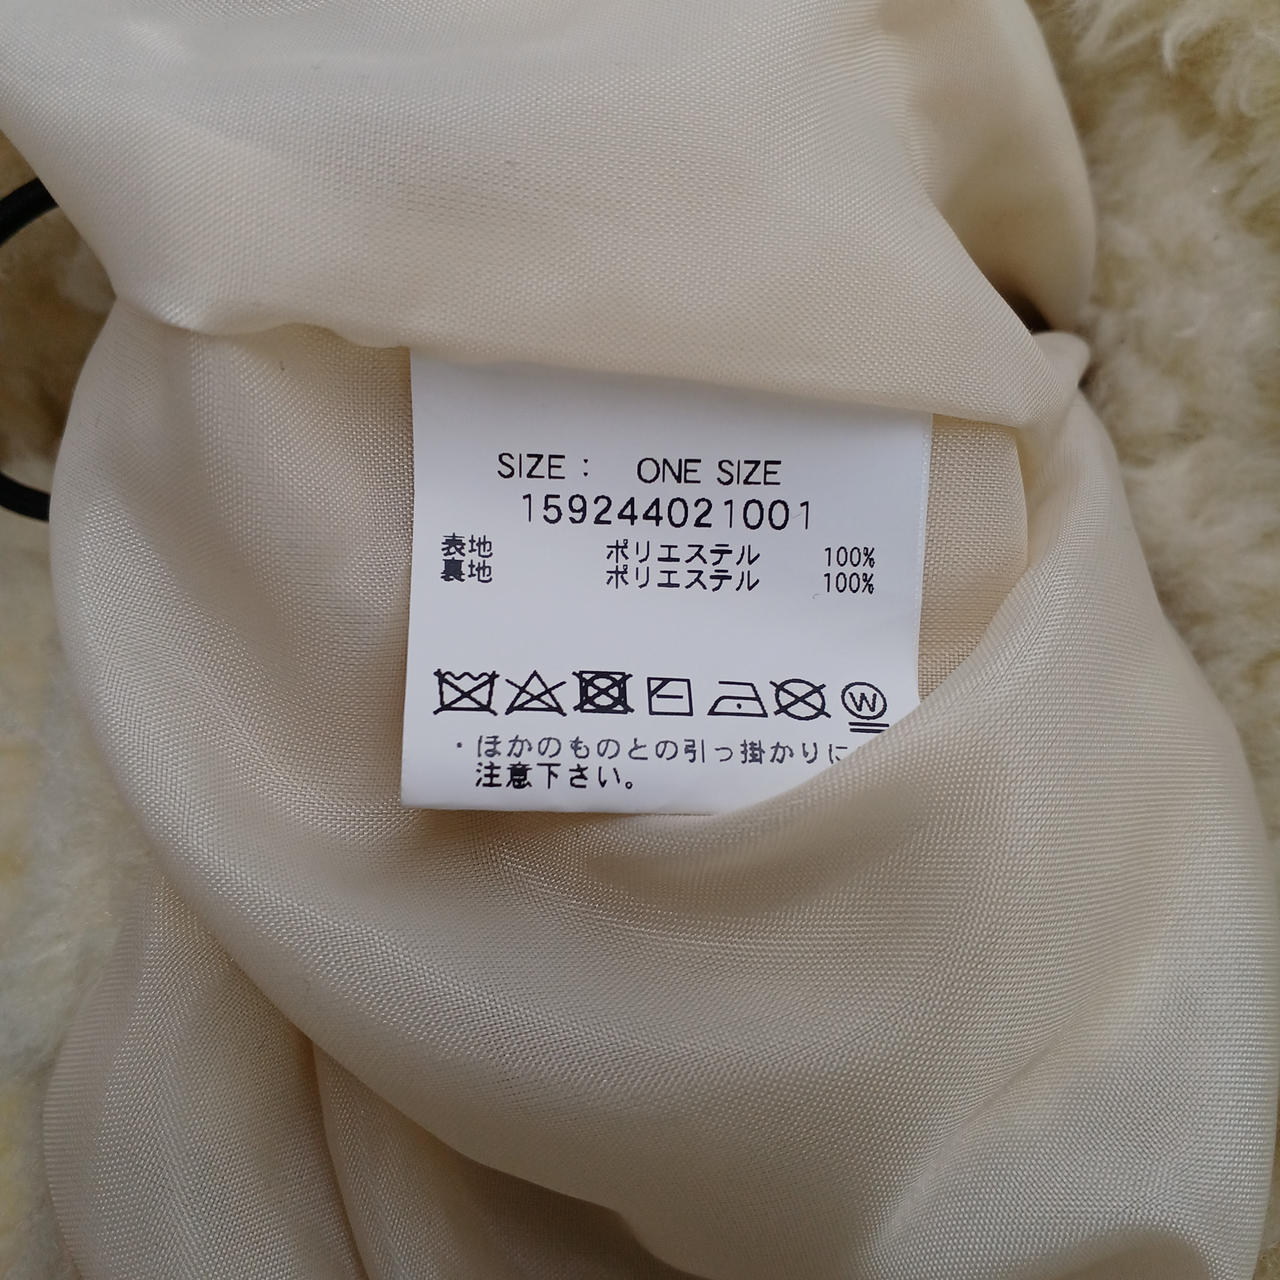 SIZE : ONE SIZE
159244021001
表地 ポリエステル 100%
裏地 ポリエステル 100%
W
・ほかのものとの引っ掛かりに
注意下さい。